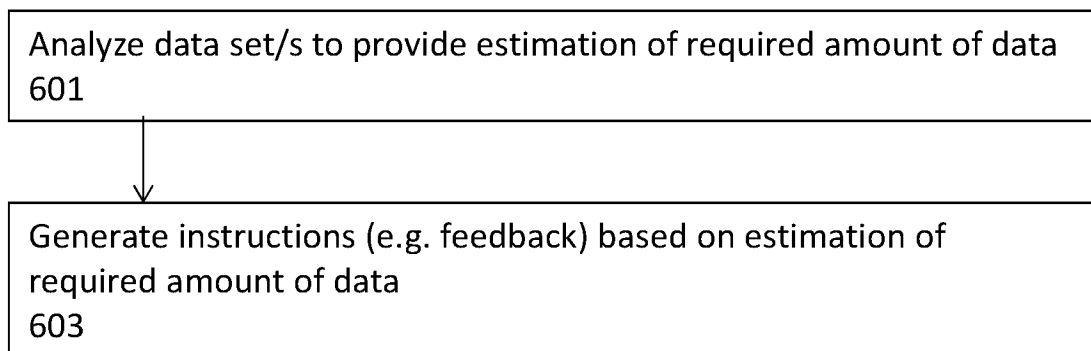 Analyze data set/s to provide estimation of required amount of data
601
Generate instructions (e.g. feedback) based on estimation of
required amount of data
603